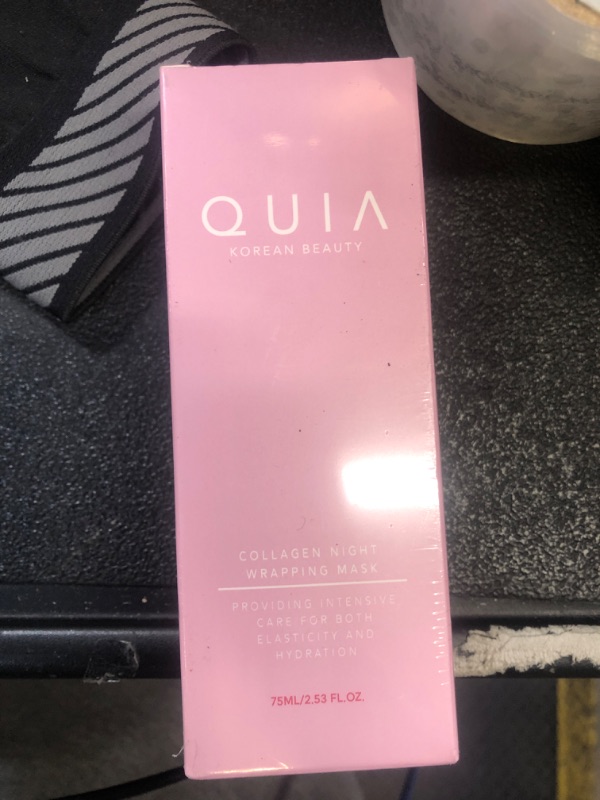 QUIA
KOREAN BEAUTY
COLLAGEN NIGHT
WRAPPING MASK
PROVIDING INTENSIVE
CARE FOR BOTH
ELASTICITY AND
HYDRATION
75ML/2.53 FL.OZ.